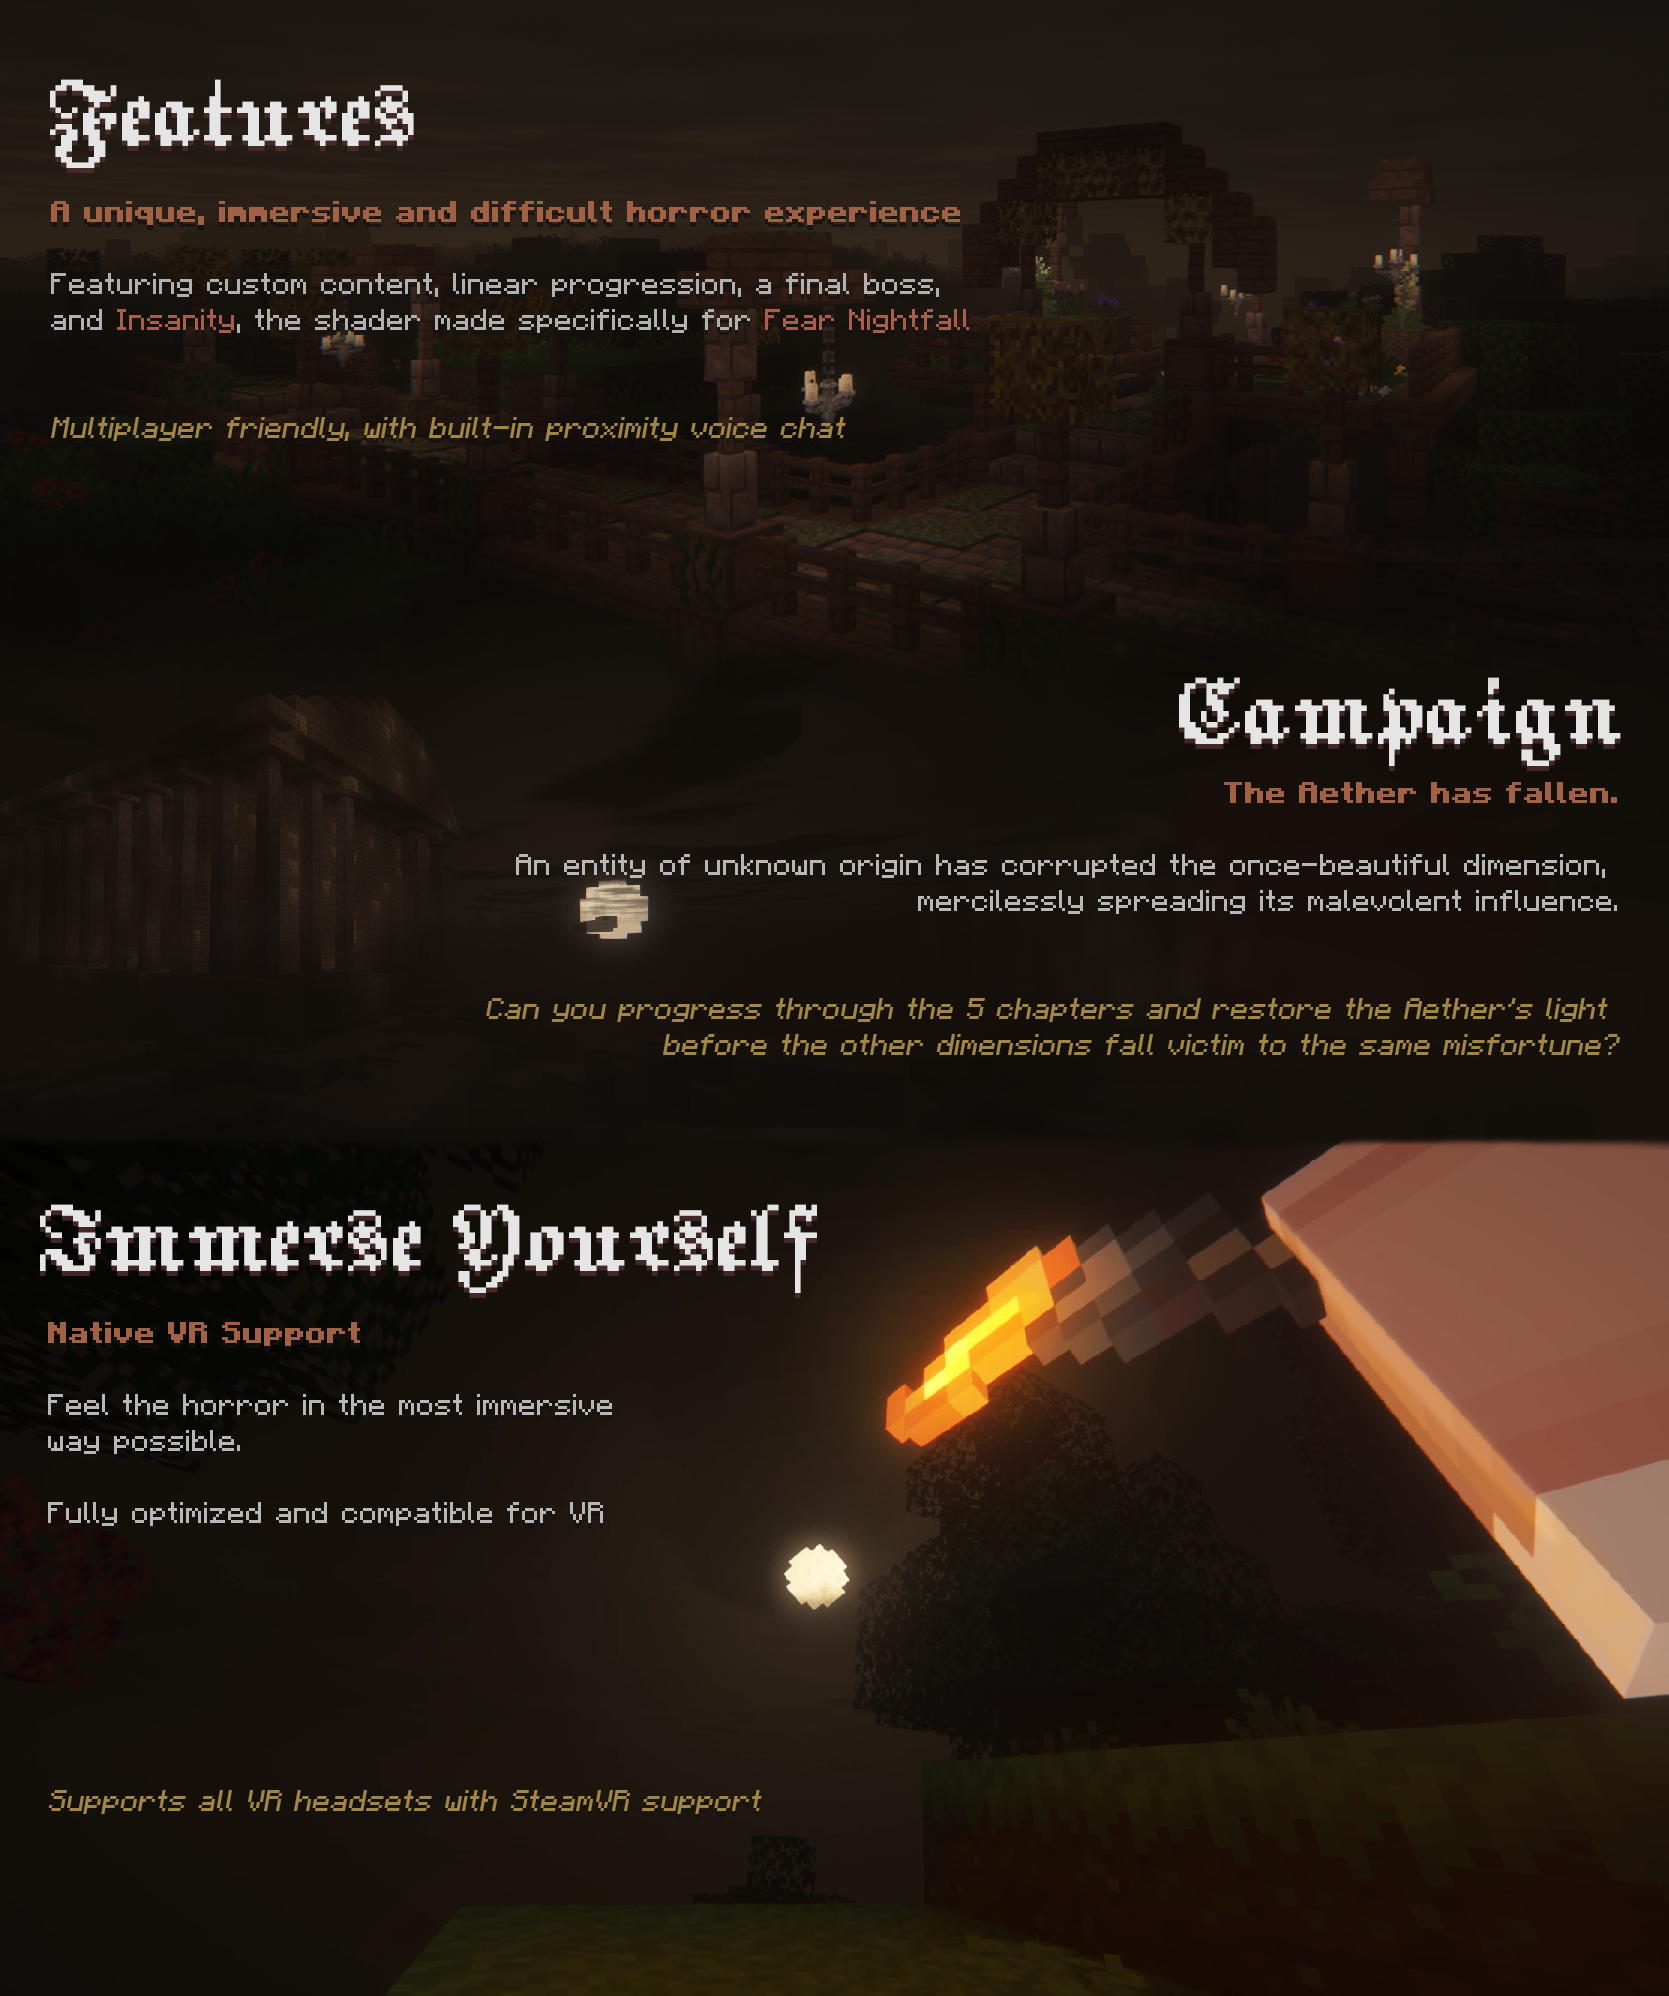 Features
A unique, immersive and difficult horror experience
Featuring custom content, linear progression, a final boss,
and Insanity, the shader made specifically for Fear Nightfall
Multiplayer friendly, with built-in proximity voice chat
Campaign
The Aether has fallen.
An entity of unknown origin has corrupted the once-beautiful dimension,
mercilessly spreading its malevolent influence.
Can you progress through the 5 chapters and restore the Aether's light
before the other dimensions fall victim to the same misfortune?
Immerse Yourself
Native VR Support
Feel the horror in the most immersive
way possible.
Fully optimized and compatible for VR
Supports all VR headsets with SteamVR support